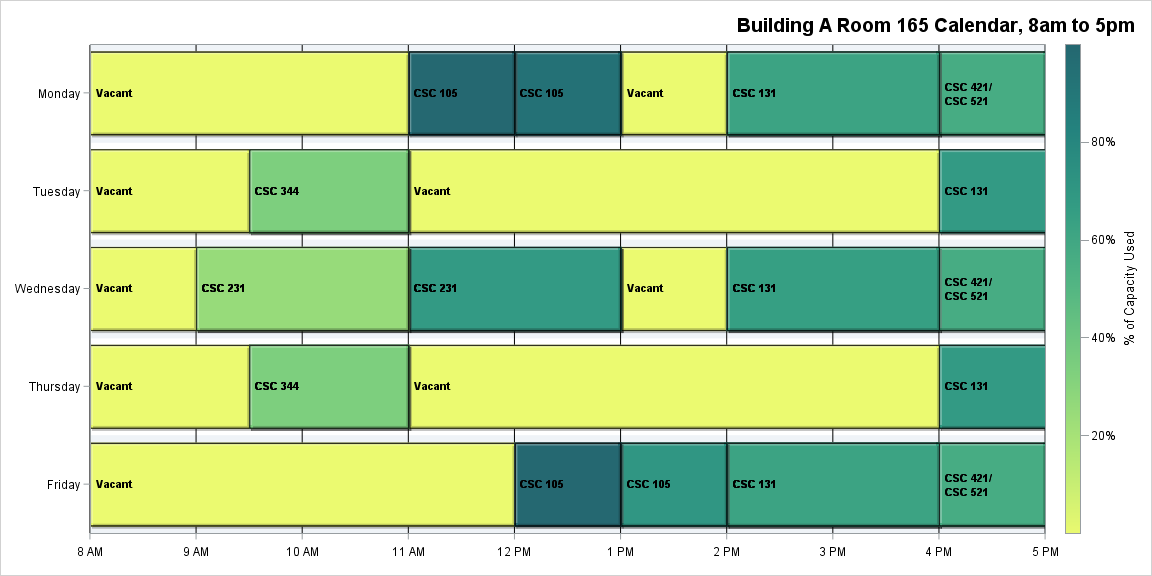 Building A Room 165 Calendar, 8am to 5pm
Monday
Vacant
CSC 105
CSC 105
Vacant
CSC 131
CSC 421/
CSC 521
Tuesday
Vacant
CSC 344
Vacant
CSC 131
Wednesday
Vacant
CSC 231
CSC 231
Vacant
CSC 131
CSC 421/
CSC 521
Thursday
Vacant
CSC 344
Vacant
CSC 131
Friday
Vacant
CSC 105
CSC 105
CSC 131
CSC 421/
CSC 521
8 AM
9 AM
10 AM
11 AM
12 PM
1 PM
2 PM
3 PM
4 PM
5 PM
80%
60%
40%
20%
% of Capacity Used